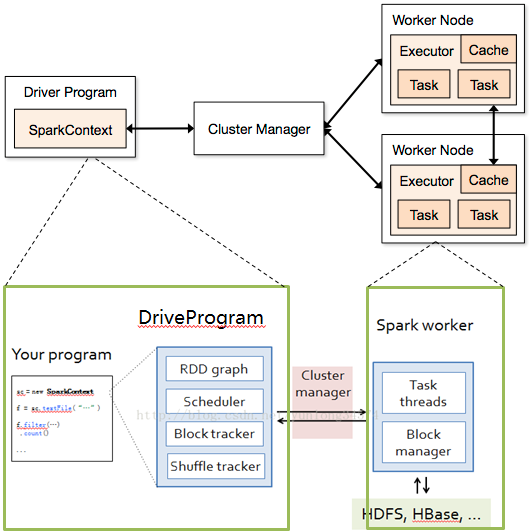 Worker Node
Executor
Cache
Task
Task
Driver Program
SparkContext
Cluster Manager
Worker Node
Executor
Cache
Task
Task
DriveProgram
Your program
sc = new SparkContext
f = sc.textFile("…")
f.filter(…)
.count()
...
RDD graph
Scheduler
Block tracker
Shuffle tracker
Cluster
manager
Spark worker
Task
threads
Block
manager
HDFS, HBase, …